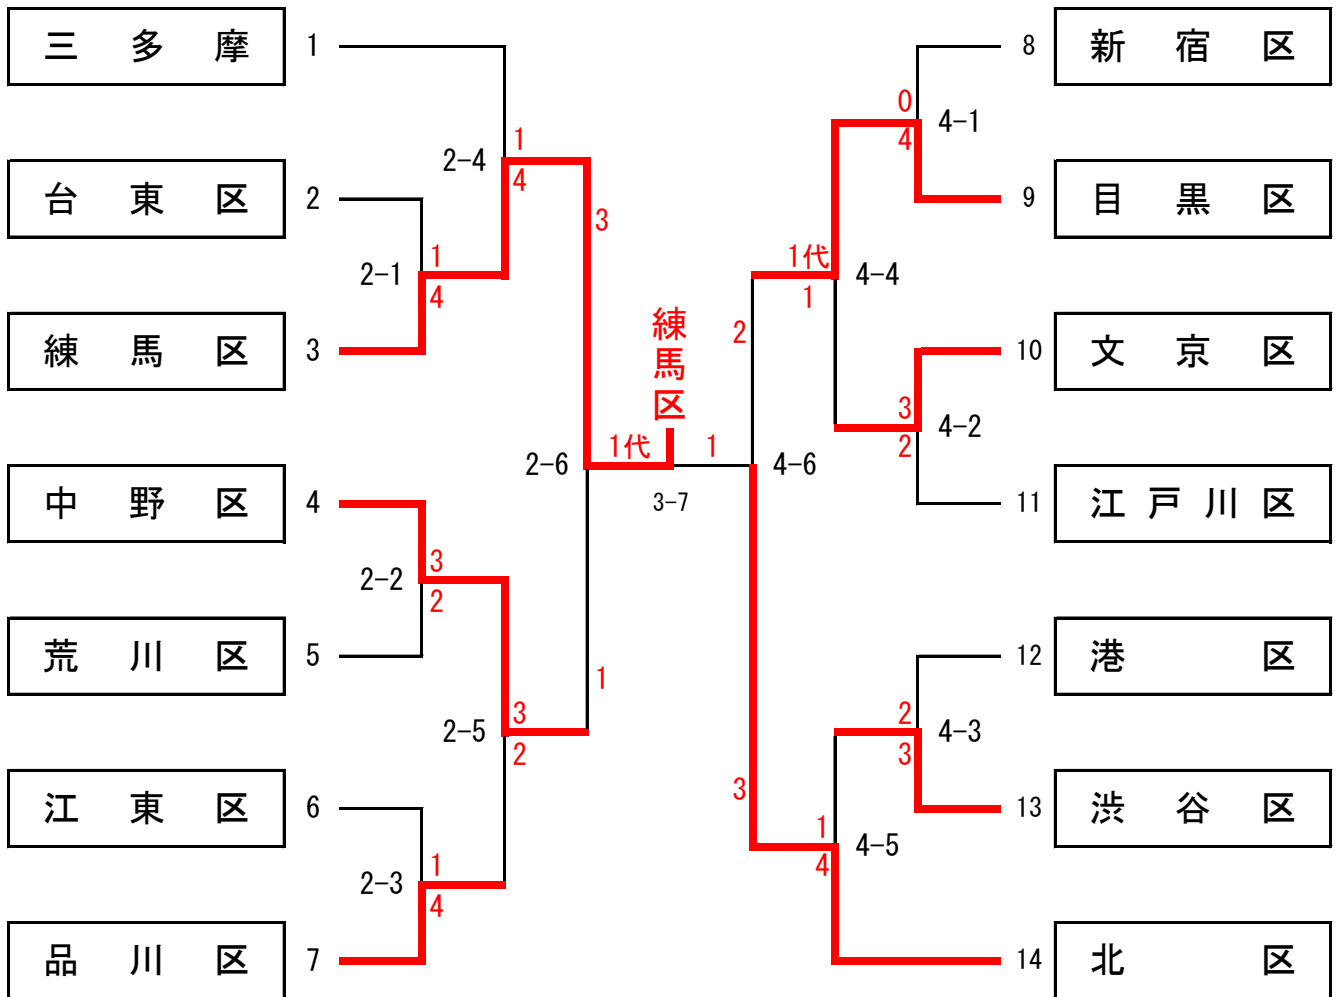 三多摩 1
8 新宿区
0
4-1
4
1
2-4
4
台東区 2
9 目黒区
3
1
2-1
4
1代
4-4
1
練馬区
練馬区 3
2
10 文京区
3
4-2
2
1代
1
2-6
4-6
3-7
中野区 4
11 江戸川区
3
2-2
2
荒川区 5
12 港区
1
3
2-5
2
2
4-3
3
3
江東区 6
13 渋谷区
1
4-5
4
1
2-3
4
品川区 7
14 北区